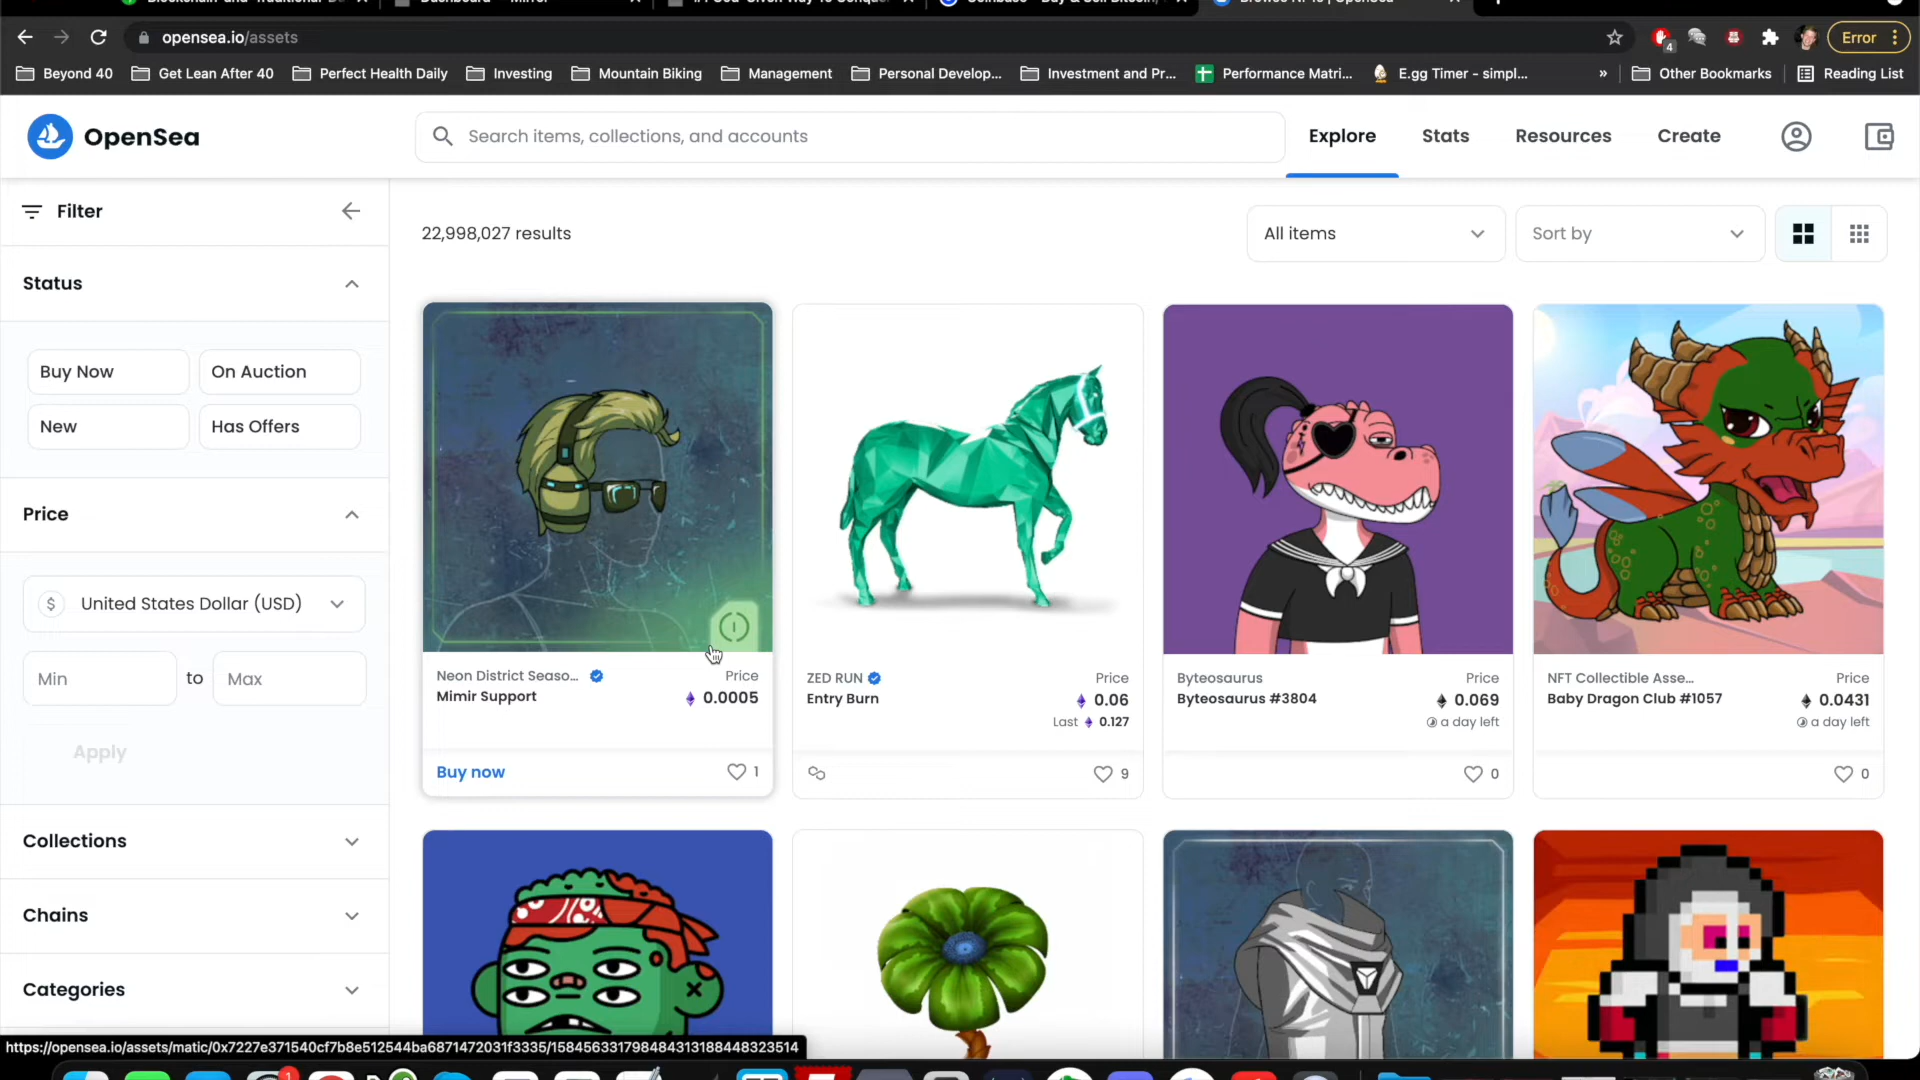 opensea.io/assets
4
Error
Beyond 40
Get Lean After 40
Perfect Health Daily
Investing
Mountain Biking
Management
Personal Develop...
Investment and Pr...
Performance Matri...
E.gg Timer - simpl...
»
Other Bookmarks
Reading List
OpenSea
Search items, collections, and accounts
Explore
Stats
Resources
Create
Filter
22,998,027 results
All items
Sort by
Status
Buy Now
On Auction
New
Has Offers
Price
$ United States Dollar (USD)
Min
to
Max
Apply
Collections
Chains
Categories
Neon District Seaso...
Price
Mimir Support
0.0005
Buy now
1
ZED RUN
Price
Entry Burn
0.06
Last 0.127
9
Byteosaurus
Price
Byteosaurus #3804
0.069
a day left
0
NFT Collectible Asse...
Price
Baby Dragon Club #1057
0.0431
a day left
0
https://opensea.io/assets/matic/0x7227e371540cf7b8e512544ba6871472031f3335/158456331798484313188448323514
1